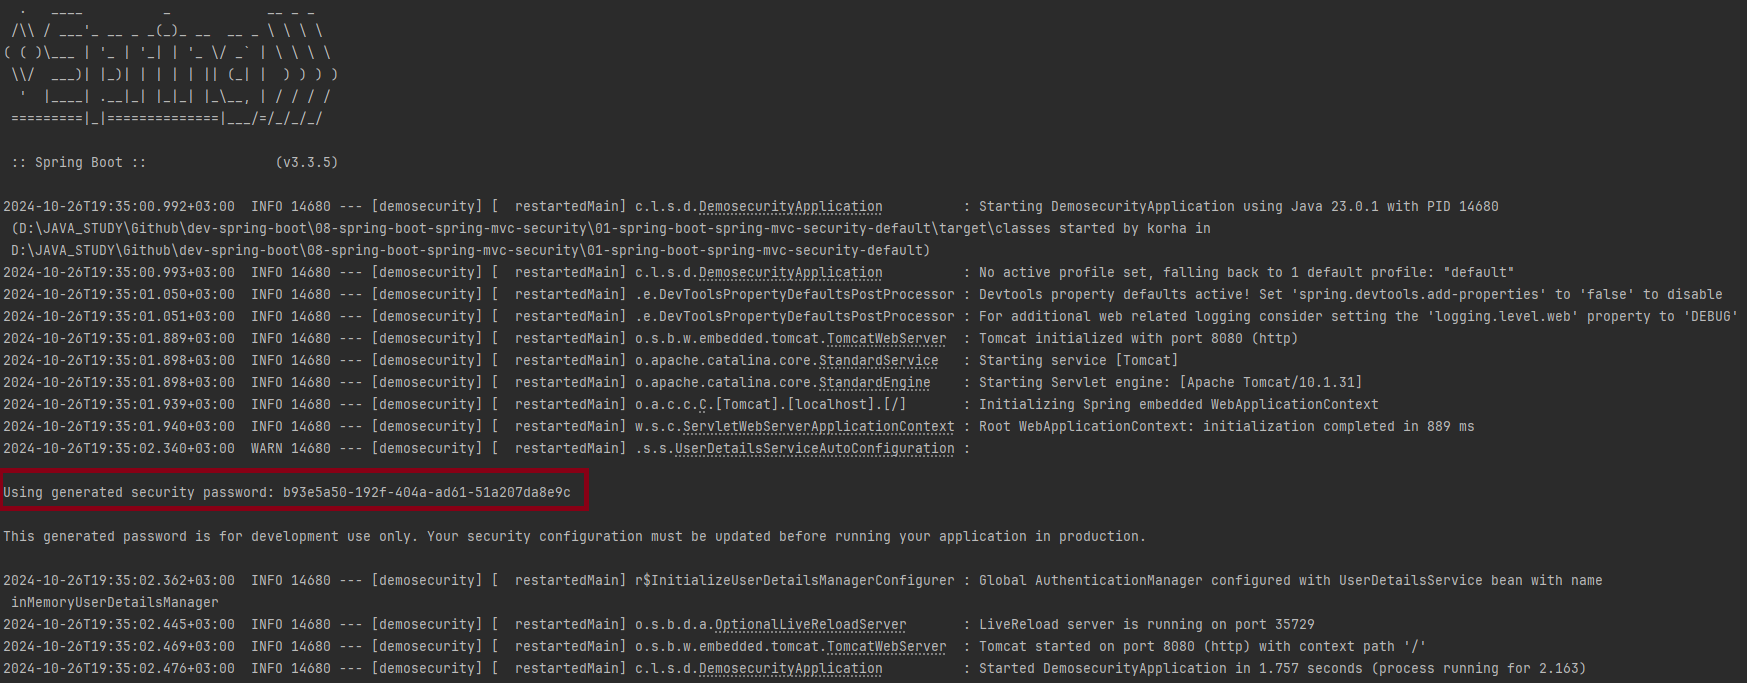 .   ____          _            __ _ _
 /\\ / ___'_ __ _ _(_)_ __  __ _ \ \ \ \
( ( )\___ | '_ | '_| | '_ \/ _` | \ \ \ \
 \\/  ___)| |_)| | | | | || (_| |  ) ) ) )
  '  |____| .__|_| |_|_| |_\__, | / / / /
 =========|_|==============|___/=/_/_/_/

 :: Spring Boot ::                (v3.3.5)

2024-10-26T19:35:00.992+03:00  INFO 14680 --- [demosecurity] [  restartedMain] c.l.s.d.DemosecurityApplication          : Starting DemosecurityApplication using Java 23.0.1 with PID 14680
 (D:\JAVA_STUDY\Github\dev-spring-boot\08-spring-boot-spring-mvc-security\01-spring-boot-spring-mvc-security-default\target\classes started by korha in
 D:\JAVA_STUDY\Github\dev-spring-boot\08-spring-boot-spring-mvc-security\01-spring-boot-spring-mvc-security-default)
2024-10-26T19:35:00.993+03:00  INFO 14680 --- [demosecurity] [  restartedMain] c.l.s.d.DemosecurityApplication          : No active profile set, falling back to 1 default profile: "default"
2024-10-26T19:35:01.050+03:00  INFO 14680 --- [demosecurity] [  restartedMain] .e.DevToolsPropertyDefaultsPostProcessor : Devtools property defaults active! Set 'spring.devtools.add-properties' to 'false' to disable
2024-10-26T19:35:01.051+03:00  INFO 14680 --- [demosecurity] [  restartedMain] .e.DevToolsPropertyDefaultsPostProcessor : For additional web related logging consider setting the 'logging.level.web' property to 'DEBUG'
2024-10-26T19:35:01.889+03:00  INFO 14680 --- [demosecurity] [  restartedMain] o.s.b.w.embedded.tomcat.TomcatWebServer  : Tomcat initialized with port 8080 (http)
2024-10-26T19:35:01.898+03:00  INFO 14680 --- [demosecurity] [  restartedMain] o.apache.catalina.core.StandardService   : Starting service [Tomcat]
2024-10-26T19:35:01.898+03:00  INFO 14680 --- [demosecurity] [  restartedMain] o.apache.catalina.core.StandardEngine    : Starting Servlet engine: [Apache Tomcat/10.1.31]
2024-10-26T19:35:01.939+03:00  INFO 14680 --- [demosecurity] [  restartedMain] o.a.c.c.C.[Tomcat].[localhost].[/]       : Initializing Spring embedded WebApplicationContext
2024-10-26T19:35:01.940+03:00  INFO 14680 --- [demosecurity] [  restartedMain] w.s.c.ServletWebServerApplicationContext : Root WebApplicationContext: initialization completed in 889 ms
2024-10-26T19:35:02.340+03:00  WARN 14680 --- [demosecurity] [  restartedMain] .s.s.UserDetailsServiceAutoConfiguration :

Using generated security password: b93e5a50-192f-404a-ad61-51a207da8e9c

This generated password is for development use only. Your security configuration must be updated before running your application in production.

2024-10-26T19:35:02.362+03:00  INFO 14680 --- [demosecurity] [  restartedMain] r$InitializeUserDetailsManagerConfigurer : Global AuthenticationManager configured with UserDetailsService bean with name
 inMemoryUserDetailsManager
2024-10-26T19:35:02.445+03:00  INFO 14680 --- [demosecurity] [  restartedMain] o.s.b.d.a.OptionalLiveReloadServer       : LiveReload server is running on port 35729
2024-10-26T19:35:02.469+03:00  INFO 14680 --- [demosecurity] [  restartedMain] o.s.b.w.embedded.tomcat.TomcatWebServer  : Tomcat started on port 8080 (http) with context path '/'
2024-10-26T19:35:02.476+03:00  INFO 14680 --- [demosecurity] [  restartedMain] c.l.s.d.DemosecurityApplication          : Started DemosecurityApplication in 1.757 seconds (process running for 2.163)